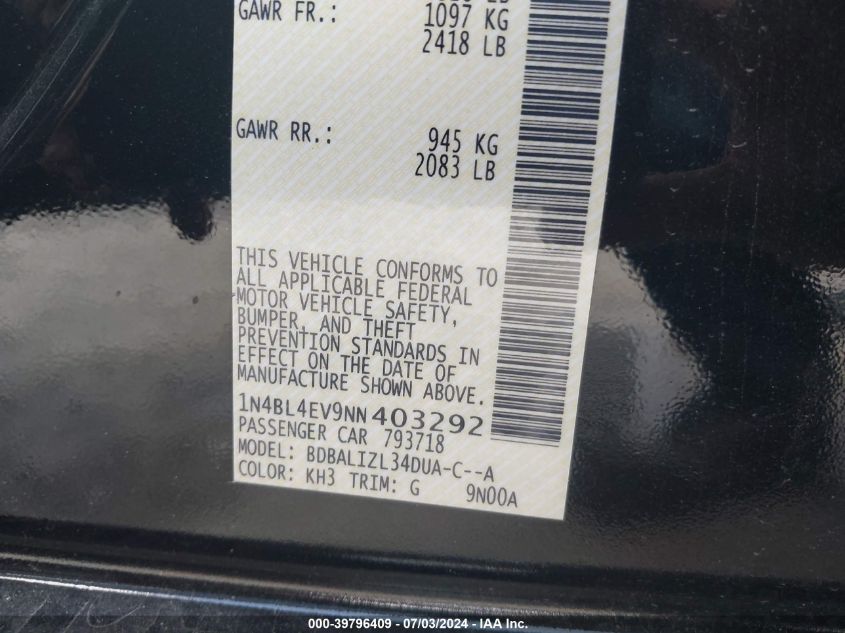 GAWR FR.: 1097 KG
2418 LB
GAWR RR.: 945 KG
2083 LB
THIS VEHICLE CONFORMS TO
ALL APPLICABLE FEDERAL
MOTOR VEHICLE SAFETY,
BUMPER, AND THEFT
PREVENTION STANDARDS IN
EFFECT ON THE DATE OF
MANUFACTURE SHOWN ABOVE.
1N4BL4EV9NN403292
PASSENGER CAR 793718
MODEL: BDBALIZL34DUA-C--A
COLOR: KH3 TRIM: G 9N00A
000-39796409 - 07/03/2024 - IAA Inc.